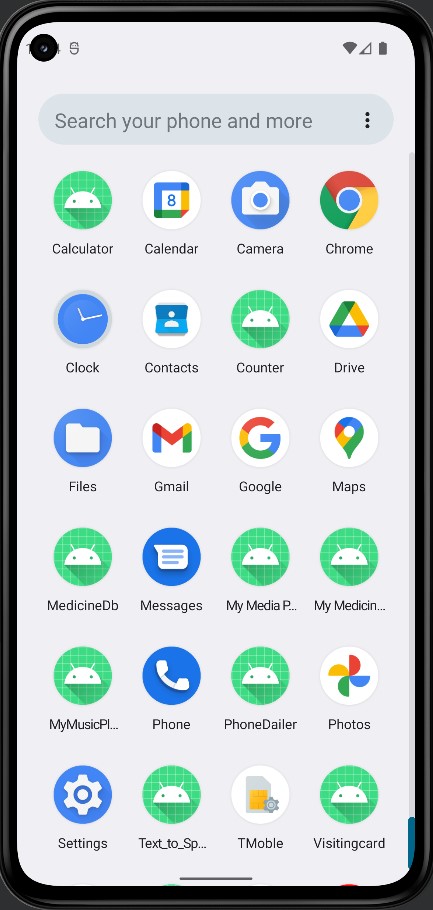 Search your phone and more
Calculator
Calendar
Camera
Chrome
Clock
Contacts
Counter
Drive
Files
Gmail
Google
Maps
MedicineDb
Messages
My Media P...
My Medicin...
MyMusicPl...
Phone
PhoneDailer
Photos
Settings
Text_to_Sp...
TMoble
Visitingcard